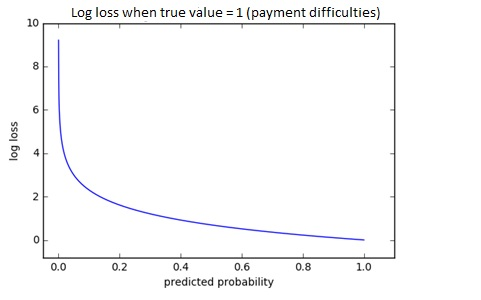 Log loss when true value = 1 (payment difficulties)
10
8
6
4
2
0
log loss
0.0 0.2 0.4 0.6 0.8 1.0
predicted probability